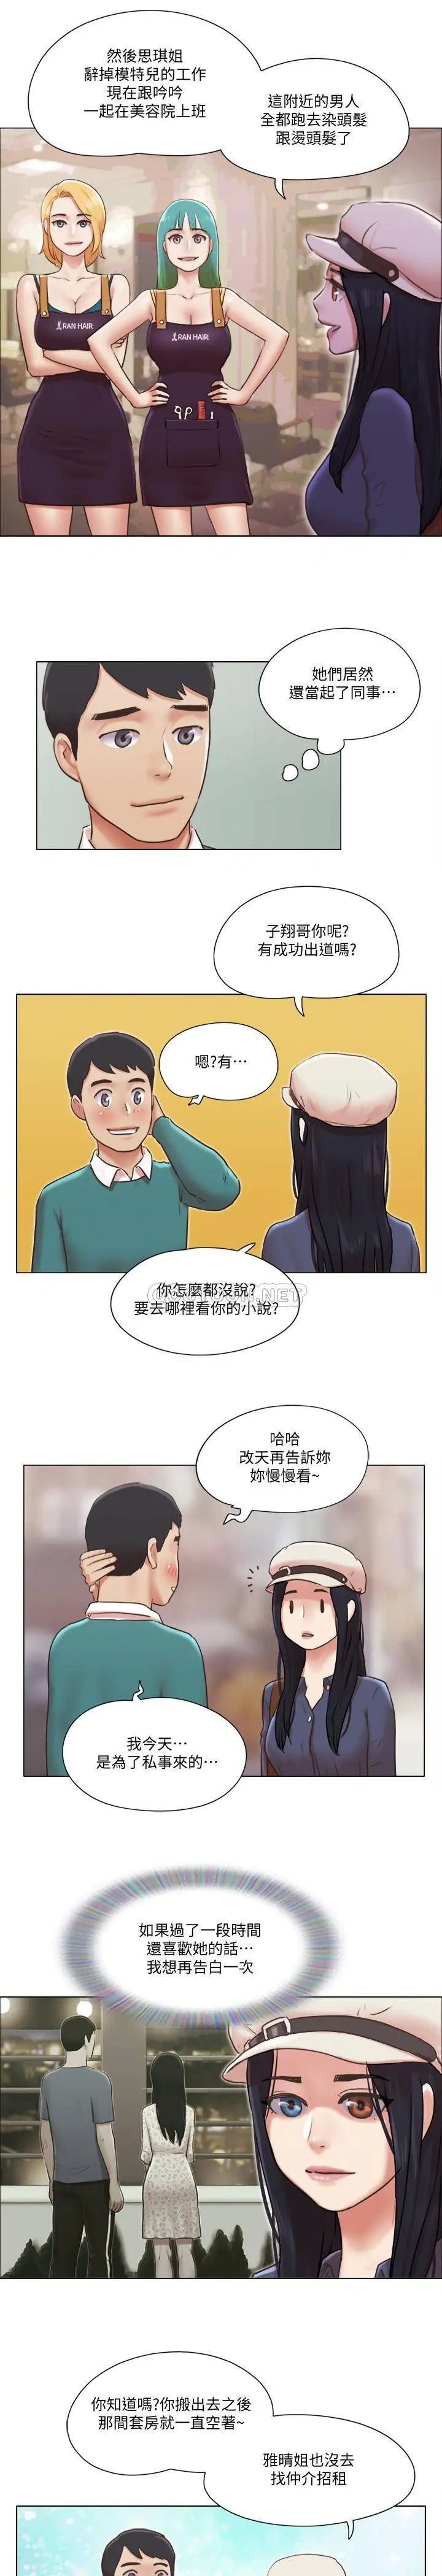 然後思琪姐
辭掉模特兒的工作
現在跟吟吟
一起在美容院上班
這附近的男人
全都跑去染頭髮
跟燙頭髮了
RAN HAIR
RAN HAIR
她們居然
還當起了同事⋯
子翔哥你呢?
有成功出道嗎?
嗯?有⋯
你怎麼都沒說?
要去哪裡看你的小說?
哈哈
改天再告訴妳
妳慢慢看~
我今天⋯
是為了私事來的⋯
如果過了一段時間
還喜歡她的話⋯
我想再告白一次
你知道嗎?你搬出去之後
那間套房就一直空著~
雅晴姐也沒去
找仲介招租